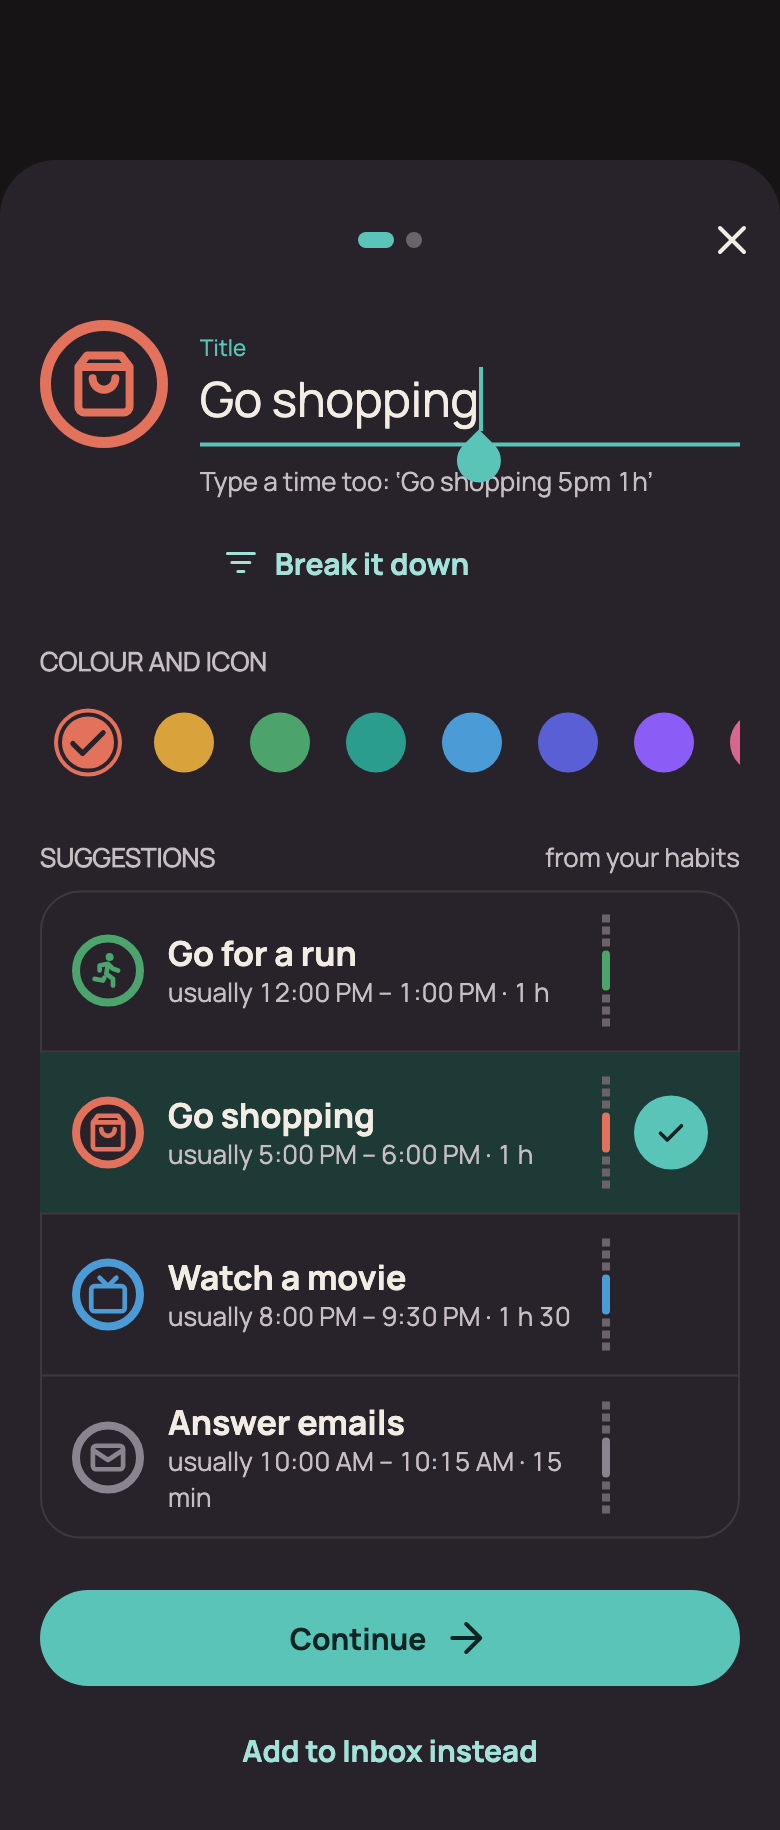 Title
Go shopping
Type a time too: ‘Go shopping 5pm 1h’
Break it down
COLOUR AND ICON
SUGGESTIONS from your habits
Go for a run
usually 12:00 PM – 1:00 PM · 1 h
Go shopping
usually 5:00 PM – 6:00 PM · 1 h
Watch a movie
usually 8:00 PM – 9:30 PM · 1 h 30
Answer emails
usually 10:00 AM – 10:15 AM · 15
min
Continue
Add to Inbox instead